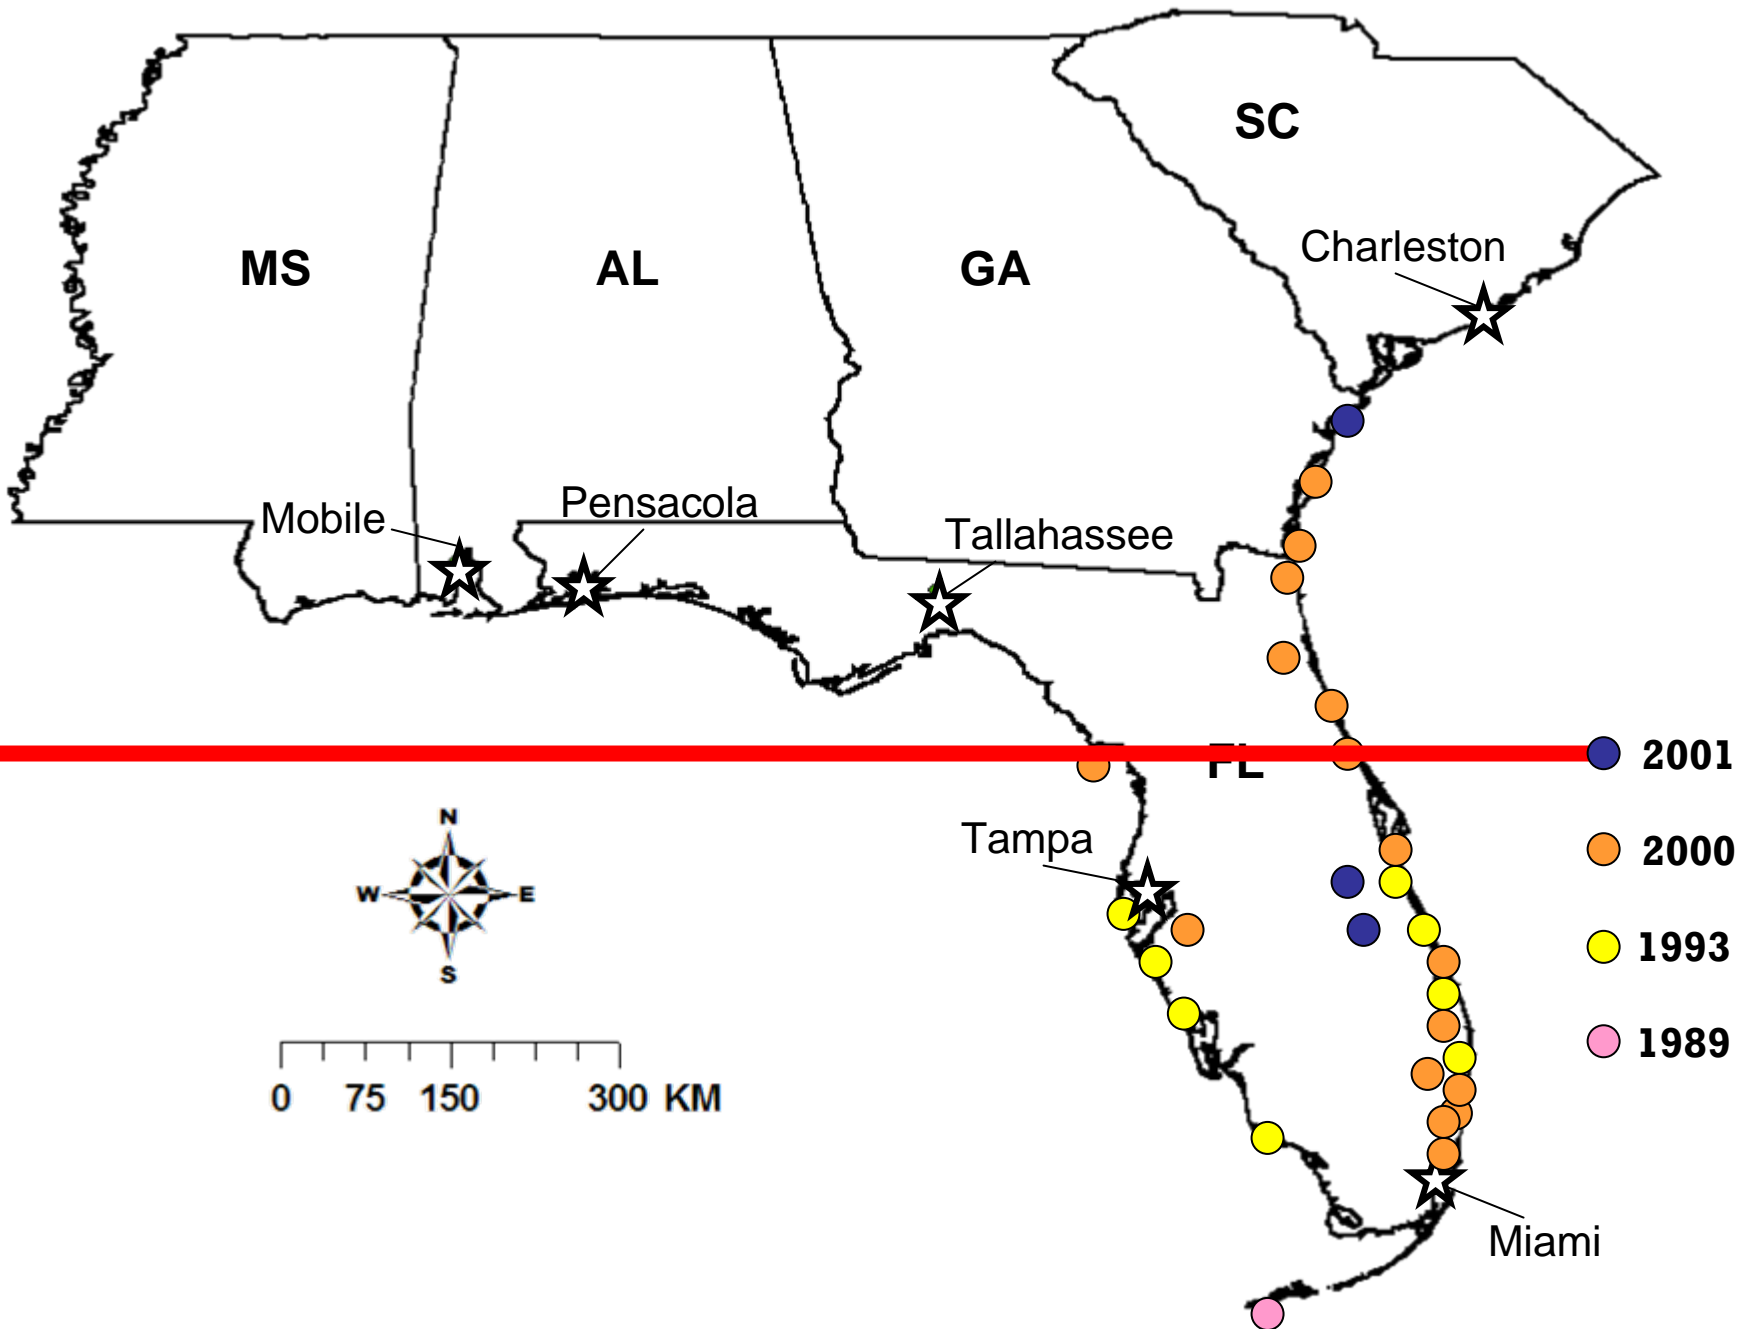 SC
Charleston
MS
AL
GA
Pensacola
Mobile
Tallahassee
FL
2001
N
Tampa
2000
W
E
1993
S
1989
0 75 150 300 KM
Miami